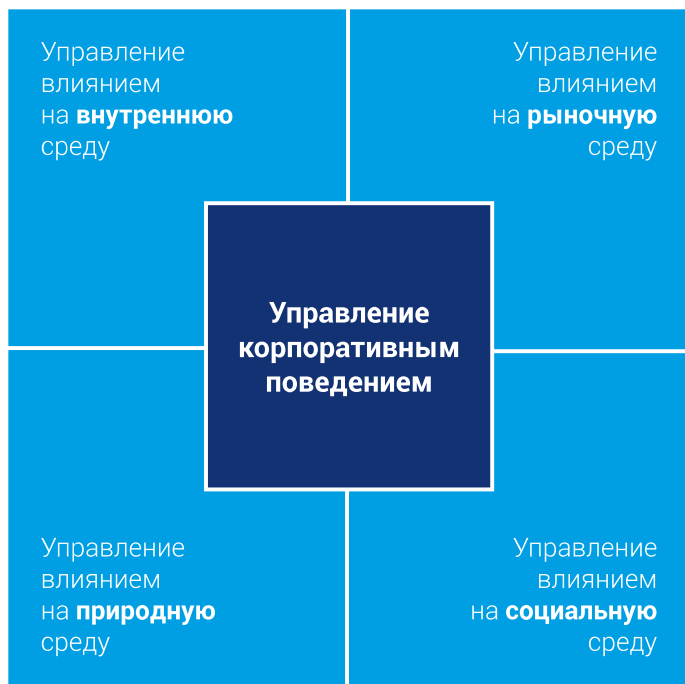 Управление
влиянием
на внутреннюю
среду
Управление
влиянием
на рыночную
среду
Управление
корпоративным
поведением
Управление
влиянием
на природную
среду
Управление
влиянием
на социальную
среду